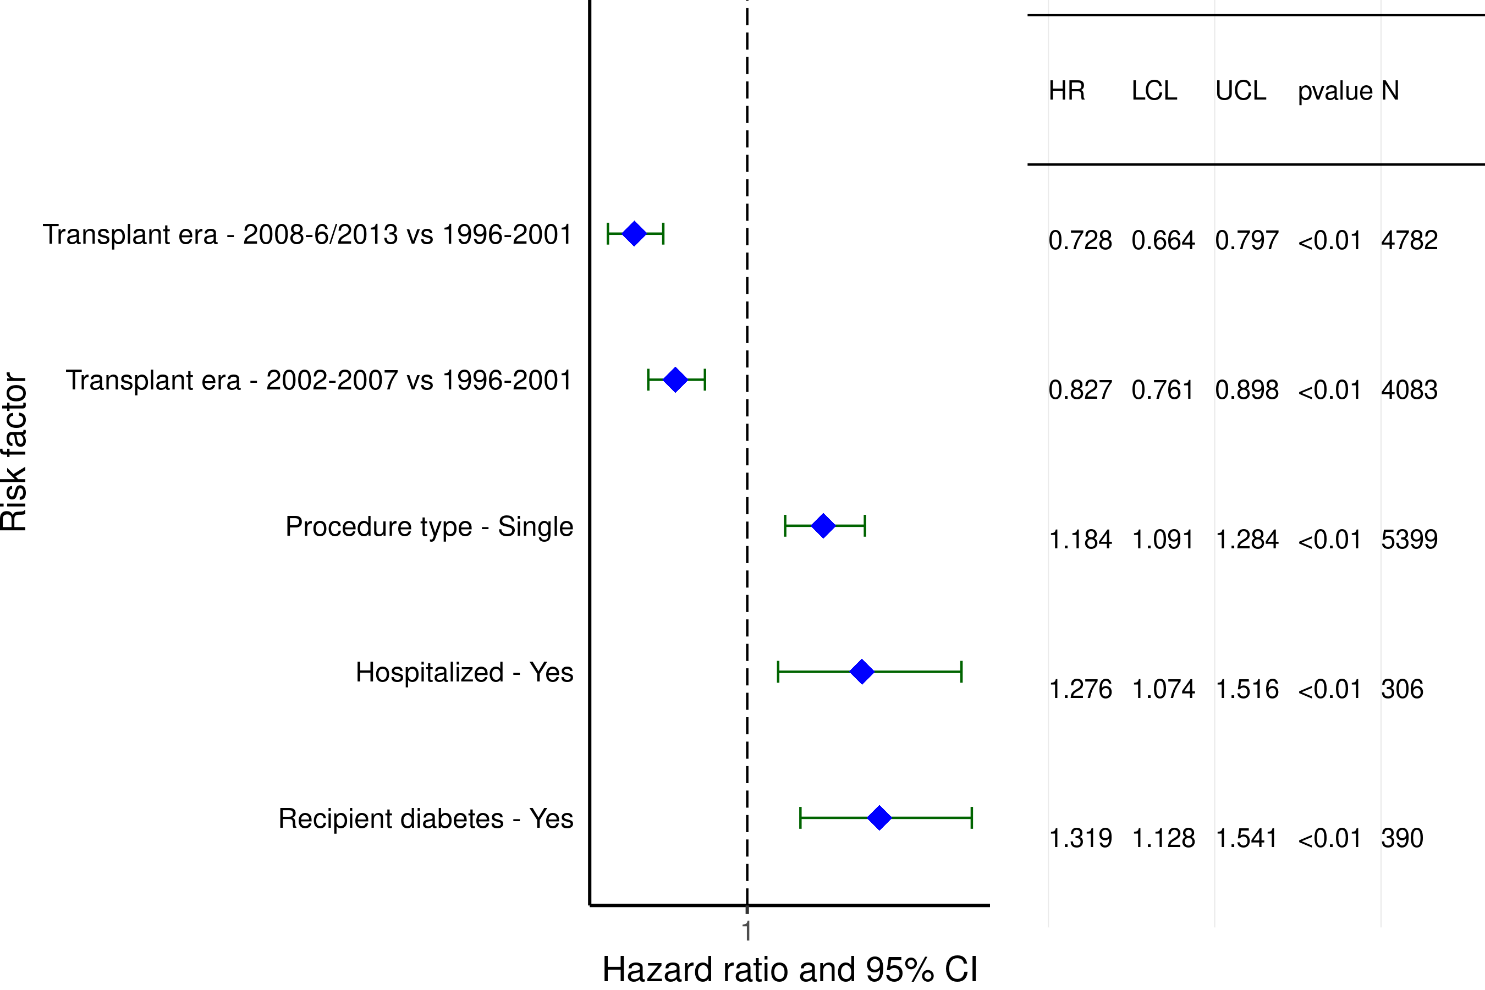 HR LCL UCL pvalue N
Transplant era - 2008-6/2013 vs 1996-2001 0.728 0.664 0.797 <0.01 4782
Transplant era - 2002-2007 vs 1996-2001 0.827 0.761 0.898 <0.01 4083
Procedure type - Single 1.184 1.091 1.284 <0.01 5399
Hospitalized - Yes 1.276 1.074 1.516 <0.01 306
Recipient diabetes - Yes 1.319 1.128 1.541 <0.01 390
Risk factor
1
Hazard ratio and 95% CI